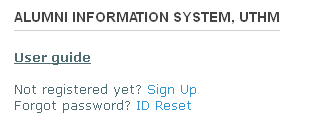 ALUMNI INFORMATION SYSTEM, UTHM
User guide
Not registered yet? Sign Up
Forgot password? ID Reset